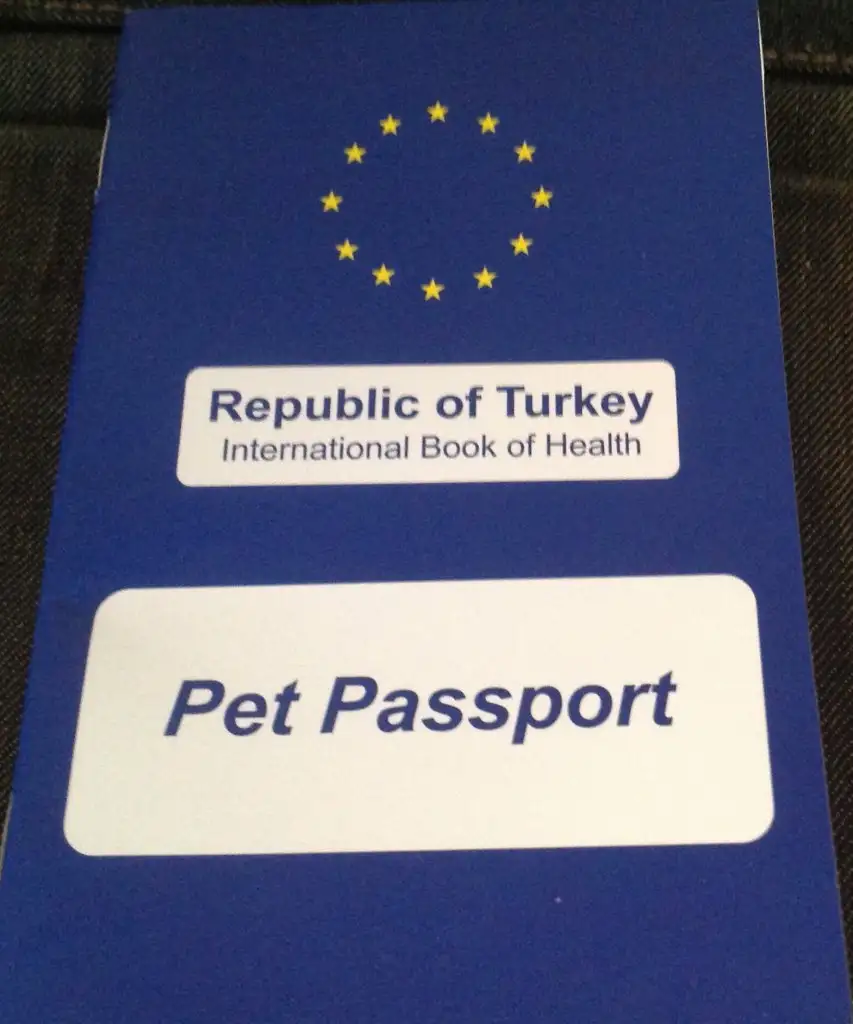 Republic of Turkey
International Book of Health
Pet Passport